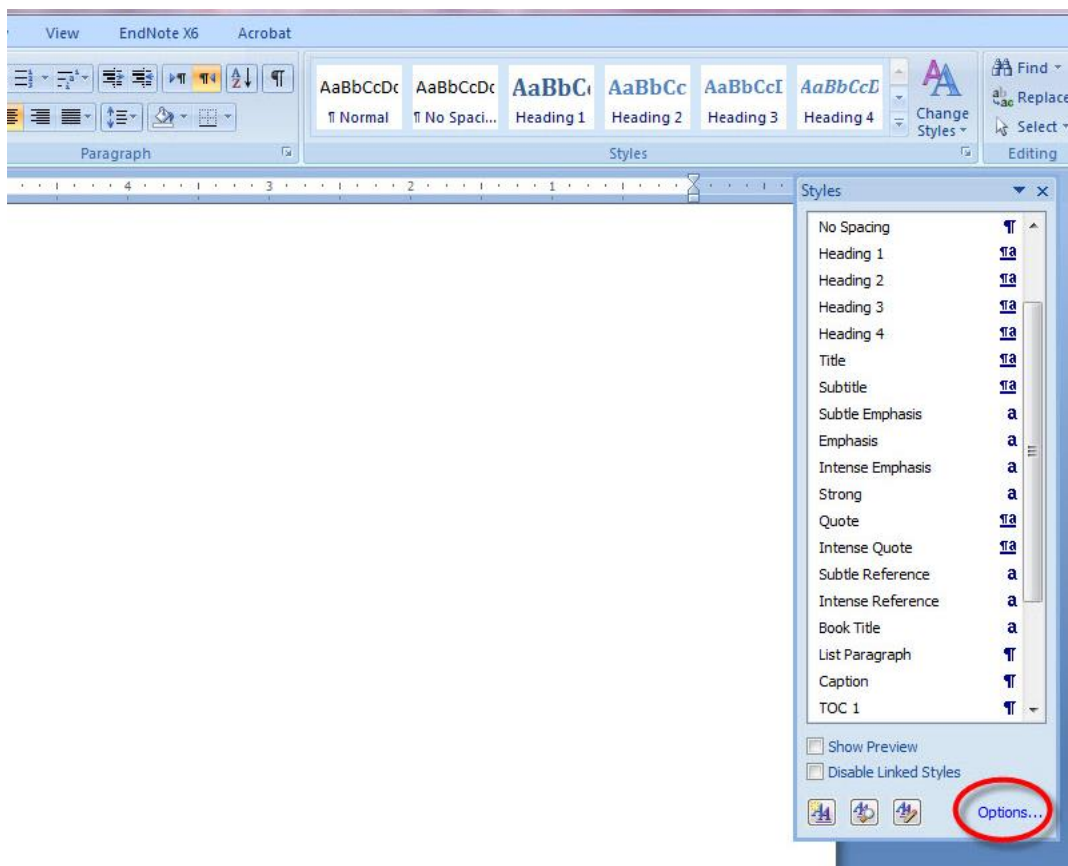 View EndNote X6 Acrobat
AaBbCcDc AaBbCcDc AaBbC AaBbCc AaBbCcI AaBbCcD
¶ Normal ¶ No Spaci... Heading 1 Heading 2 Heading 3 Heading 4
Change
Styles
Find
Replace
Select
Paragraph Styles Editing
4 3 2 1
Styles
No Spacing ¶
Heading 1 ¶a
Heading 2 ¶a
Heading 3 ¶a
Heading 4 ¶a
Title ¶a
Subtitle ¶a
Subtle Emphasis a
Emphasis a
Intense Emphasis a
Strong a
Quote ¶a
Intense Quote ¶a
Subtle Reference a
Intense Reference a
Book Title a
List Paragraph ¶
Caption ¶
TOC 1 ¶
Show Preview
Disable Linked Styles
Options...